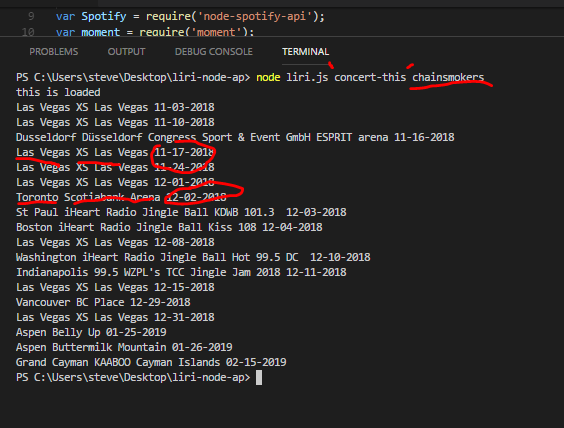 9 var Spotify = require('node-spotify-api');
10 var moment = require('moment');
PROBLEMS OUTPUT DEBUG CONSOLE TERMINAL
PS C:\Users\steve\Desktop\liri-node-ap> node liri.js concert-this chainsmokers
this is loaded
Las Vegas XS Las Vegas 11-03-2018
Las Vegas XS Las Vegas 11-10-2018
Dusseldorf Düsseldorf Congress Sport & Event GmbH ESPRIT arena 11-16-2018
Las Vegas XS Las Vegas 11-17-2018
Las Vegas XS Las Vegas 11-24-2018
Las Vegas XS Las Vegas 12-01-2018
Toronto Scotiabank Arena 12-02-2018
St Paul iHeart Radio Jingle Ball KDWB 101.3  12-03-2018
Boston iHeart Radio Jingle Ball Kiss 108 12-04-2018
Las Vegas XS Las Vegas 12-08-2018
Washington iHeart Radio Jingle Ball Hot 99.5 DC  12-10-2018
Indianapolis 99.5 WZPL's TCC Jingle Jam 2018 12-11-2018
Las Vegas XS Las Vegas 12-15-2018
Vancouver BC Place 12-29-2018
Las Vegas XS Las Vegas 12-31-2018
Aspen Belly Up 01-25-2019
Aspen Buttermilk Mountain 01-26-2019
Grand Cayman KAABOO Cayman Islands 02-15-2019
PS C:\Users\steve\Desktop\liri-node-ap>